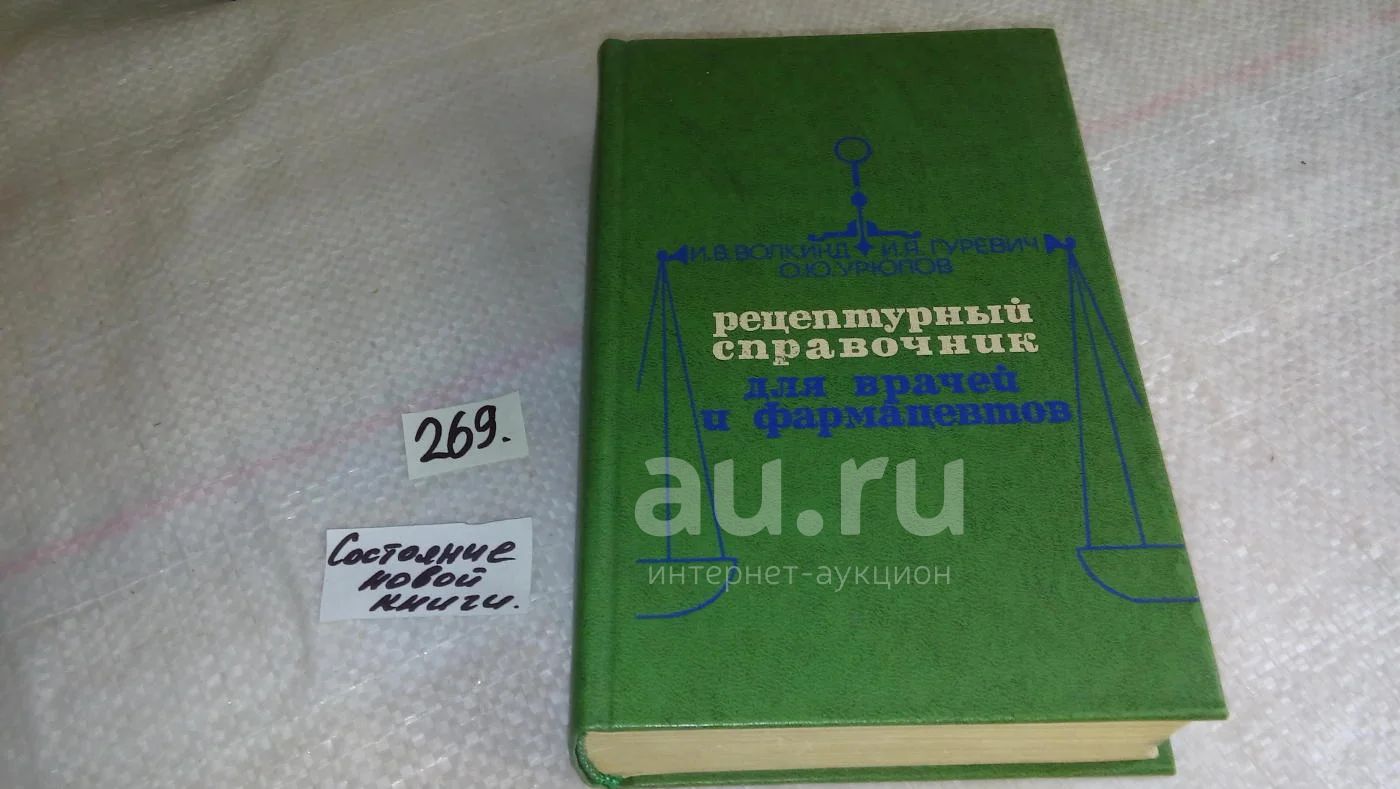 И.В. ВОЛКИНД И.Я. ГУРЕВИЧ
О.Ю. УРЮПОВ
рецептурный
справочник
для врачей
и фармацевтов
269.
Состояние
новой
книги.
au.ru
интернет-аукцион